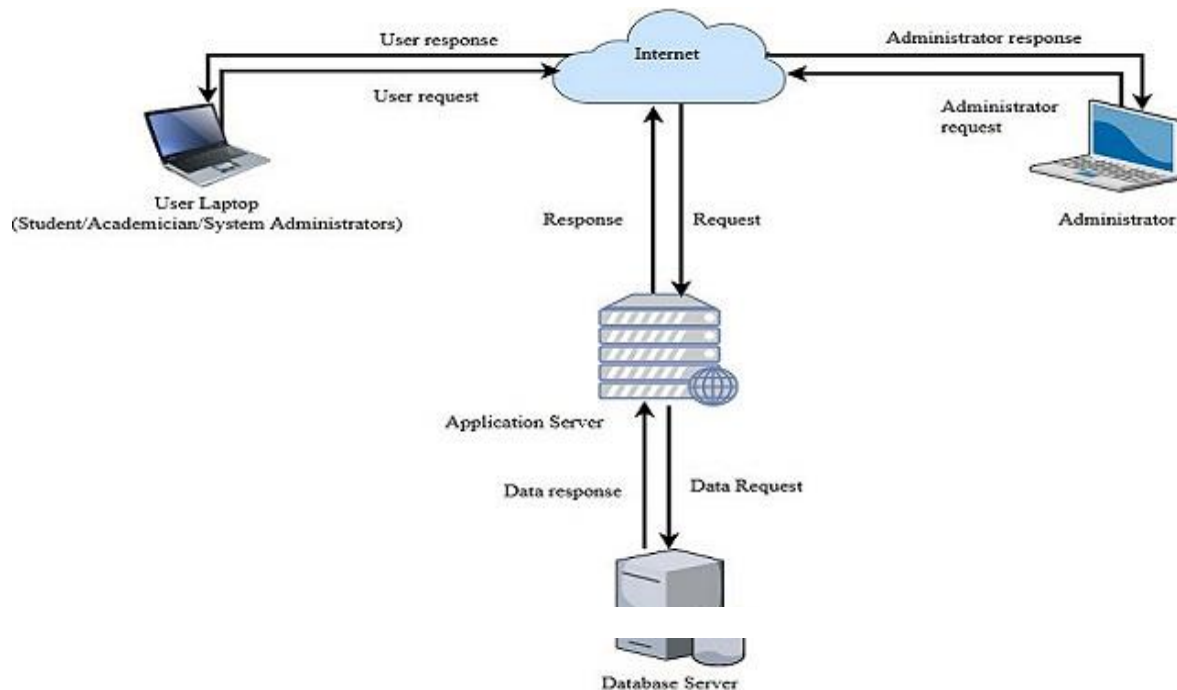 User response
Internet
Administrator response
User request
Administrator
request
User Laptop
(Student/Academician/System Administrators)
Administrator
Response
Request
Application Server
Data response
Data Request
Database Server